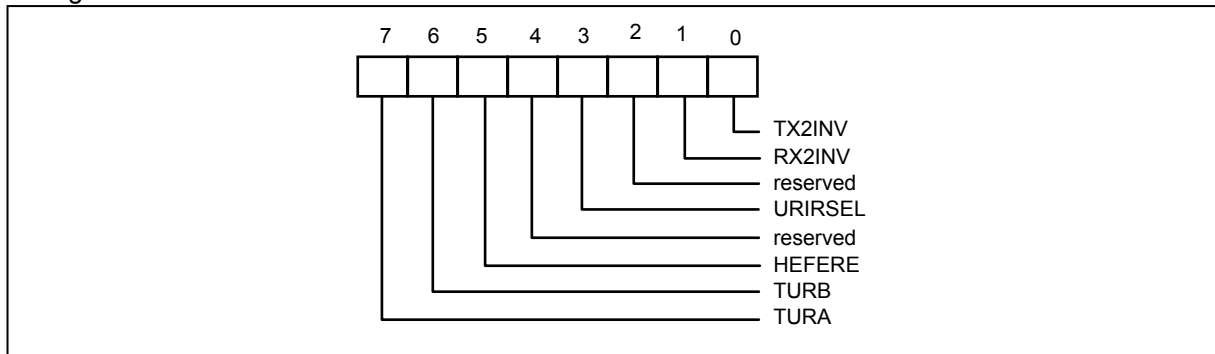 7 6 5 4 3 2 1 0
TX2INV
RX2INV
reserved
URIRSEL
reserved
HEFERE
TURB
TURA